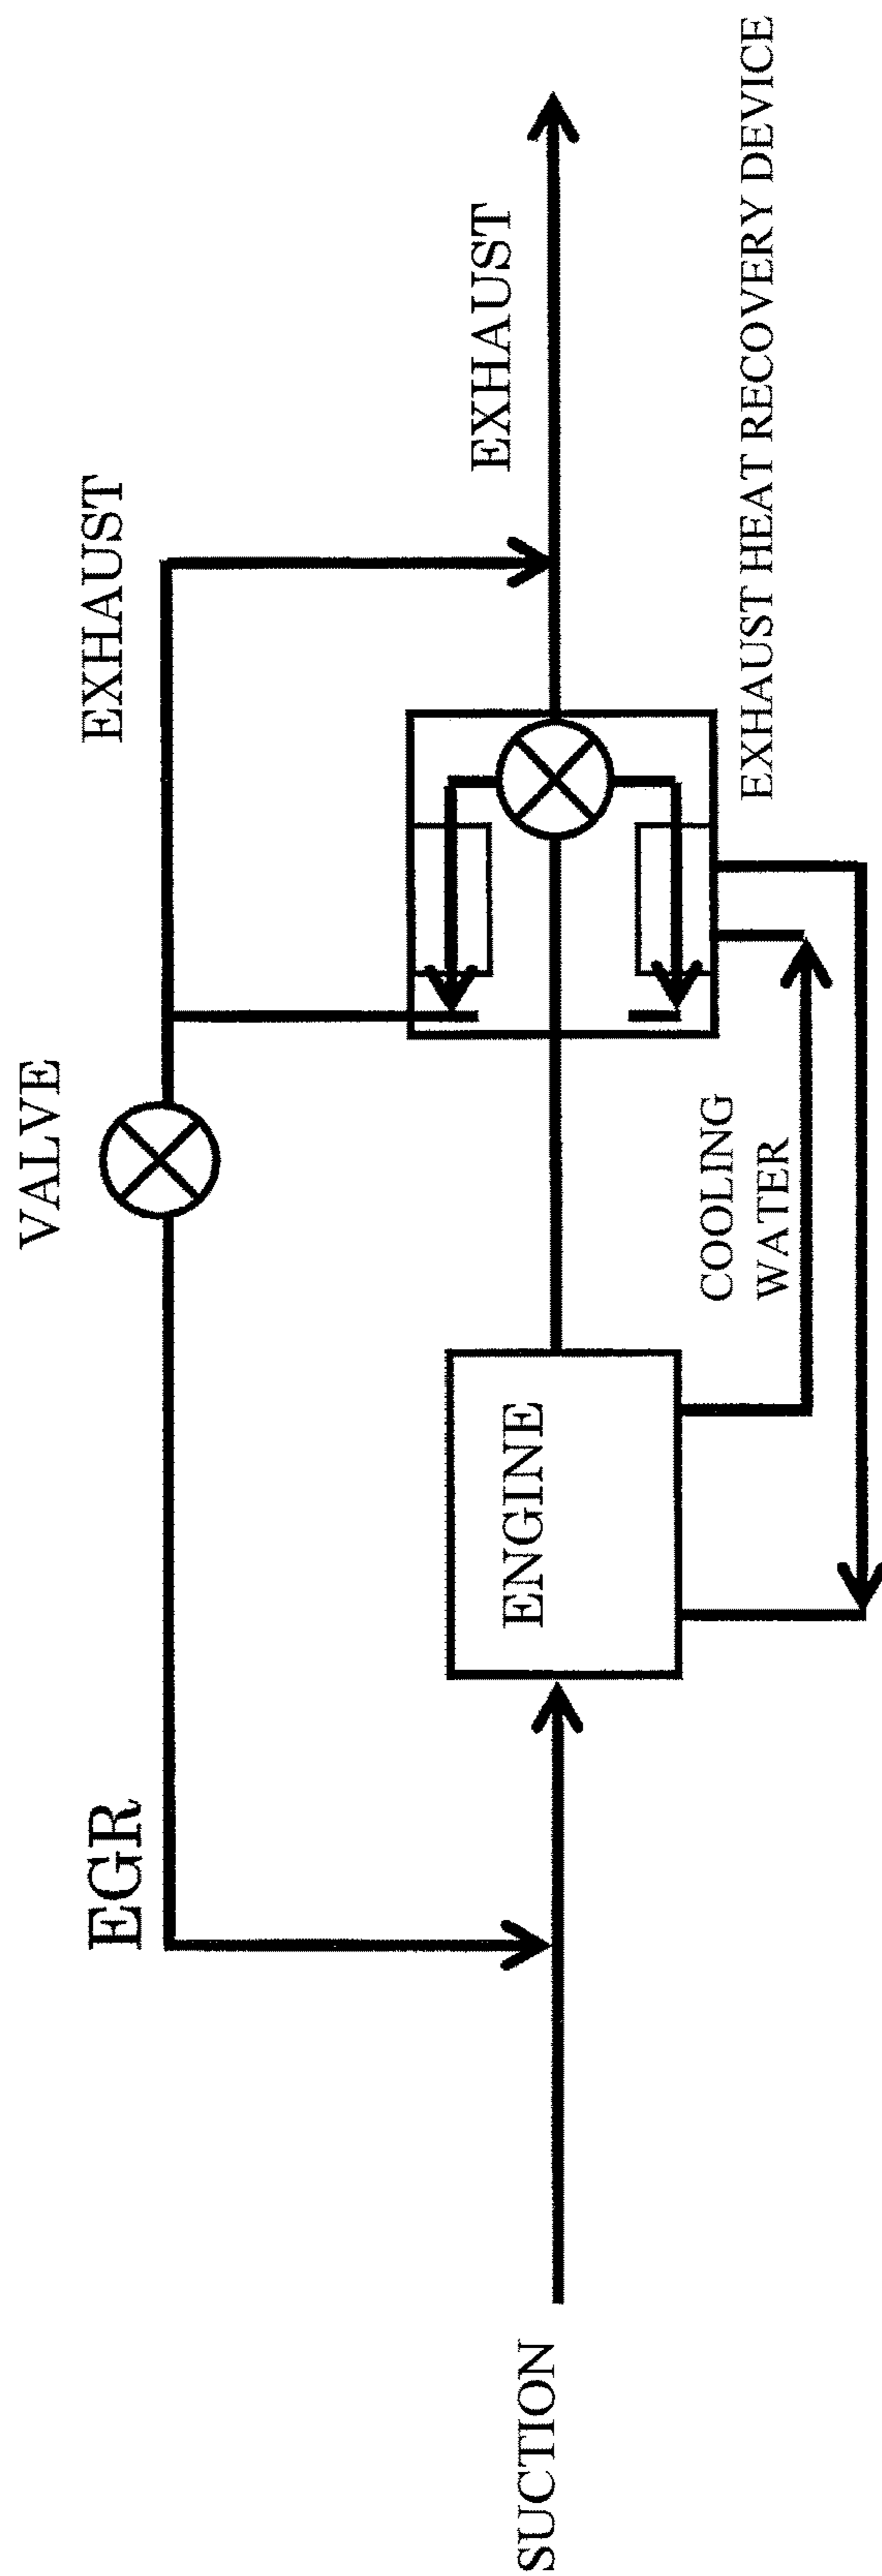 VALVE
EGR
EXHAUST
EXHAUST
SUCTION
ENGINE
COOLING
WATER
EXHAUST HEAT RECOVERY DEVICE